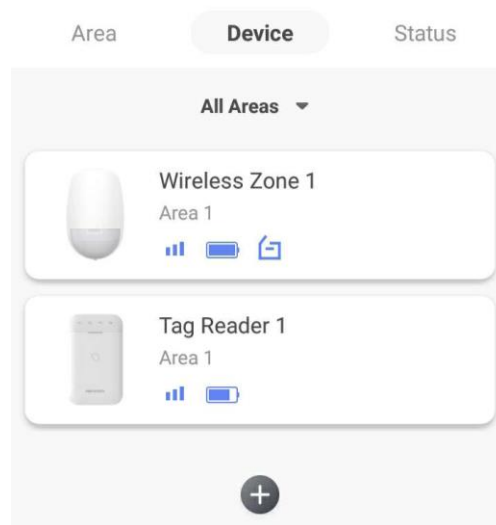 Area
Device
Status
All Areas
Wireless Zone 1
Area 1
Tag Reader 1
Area 1